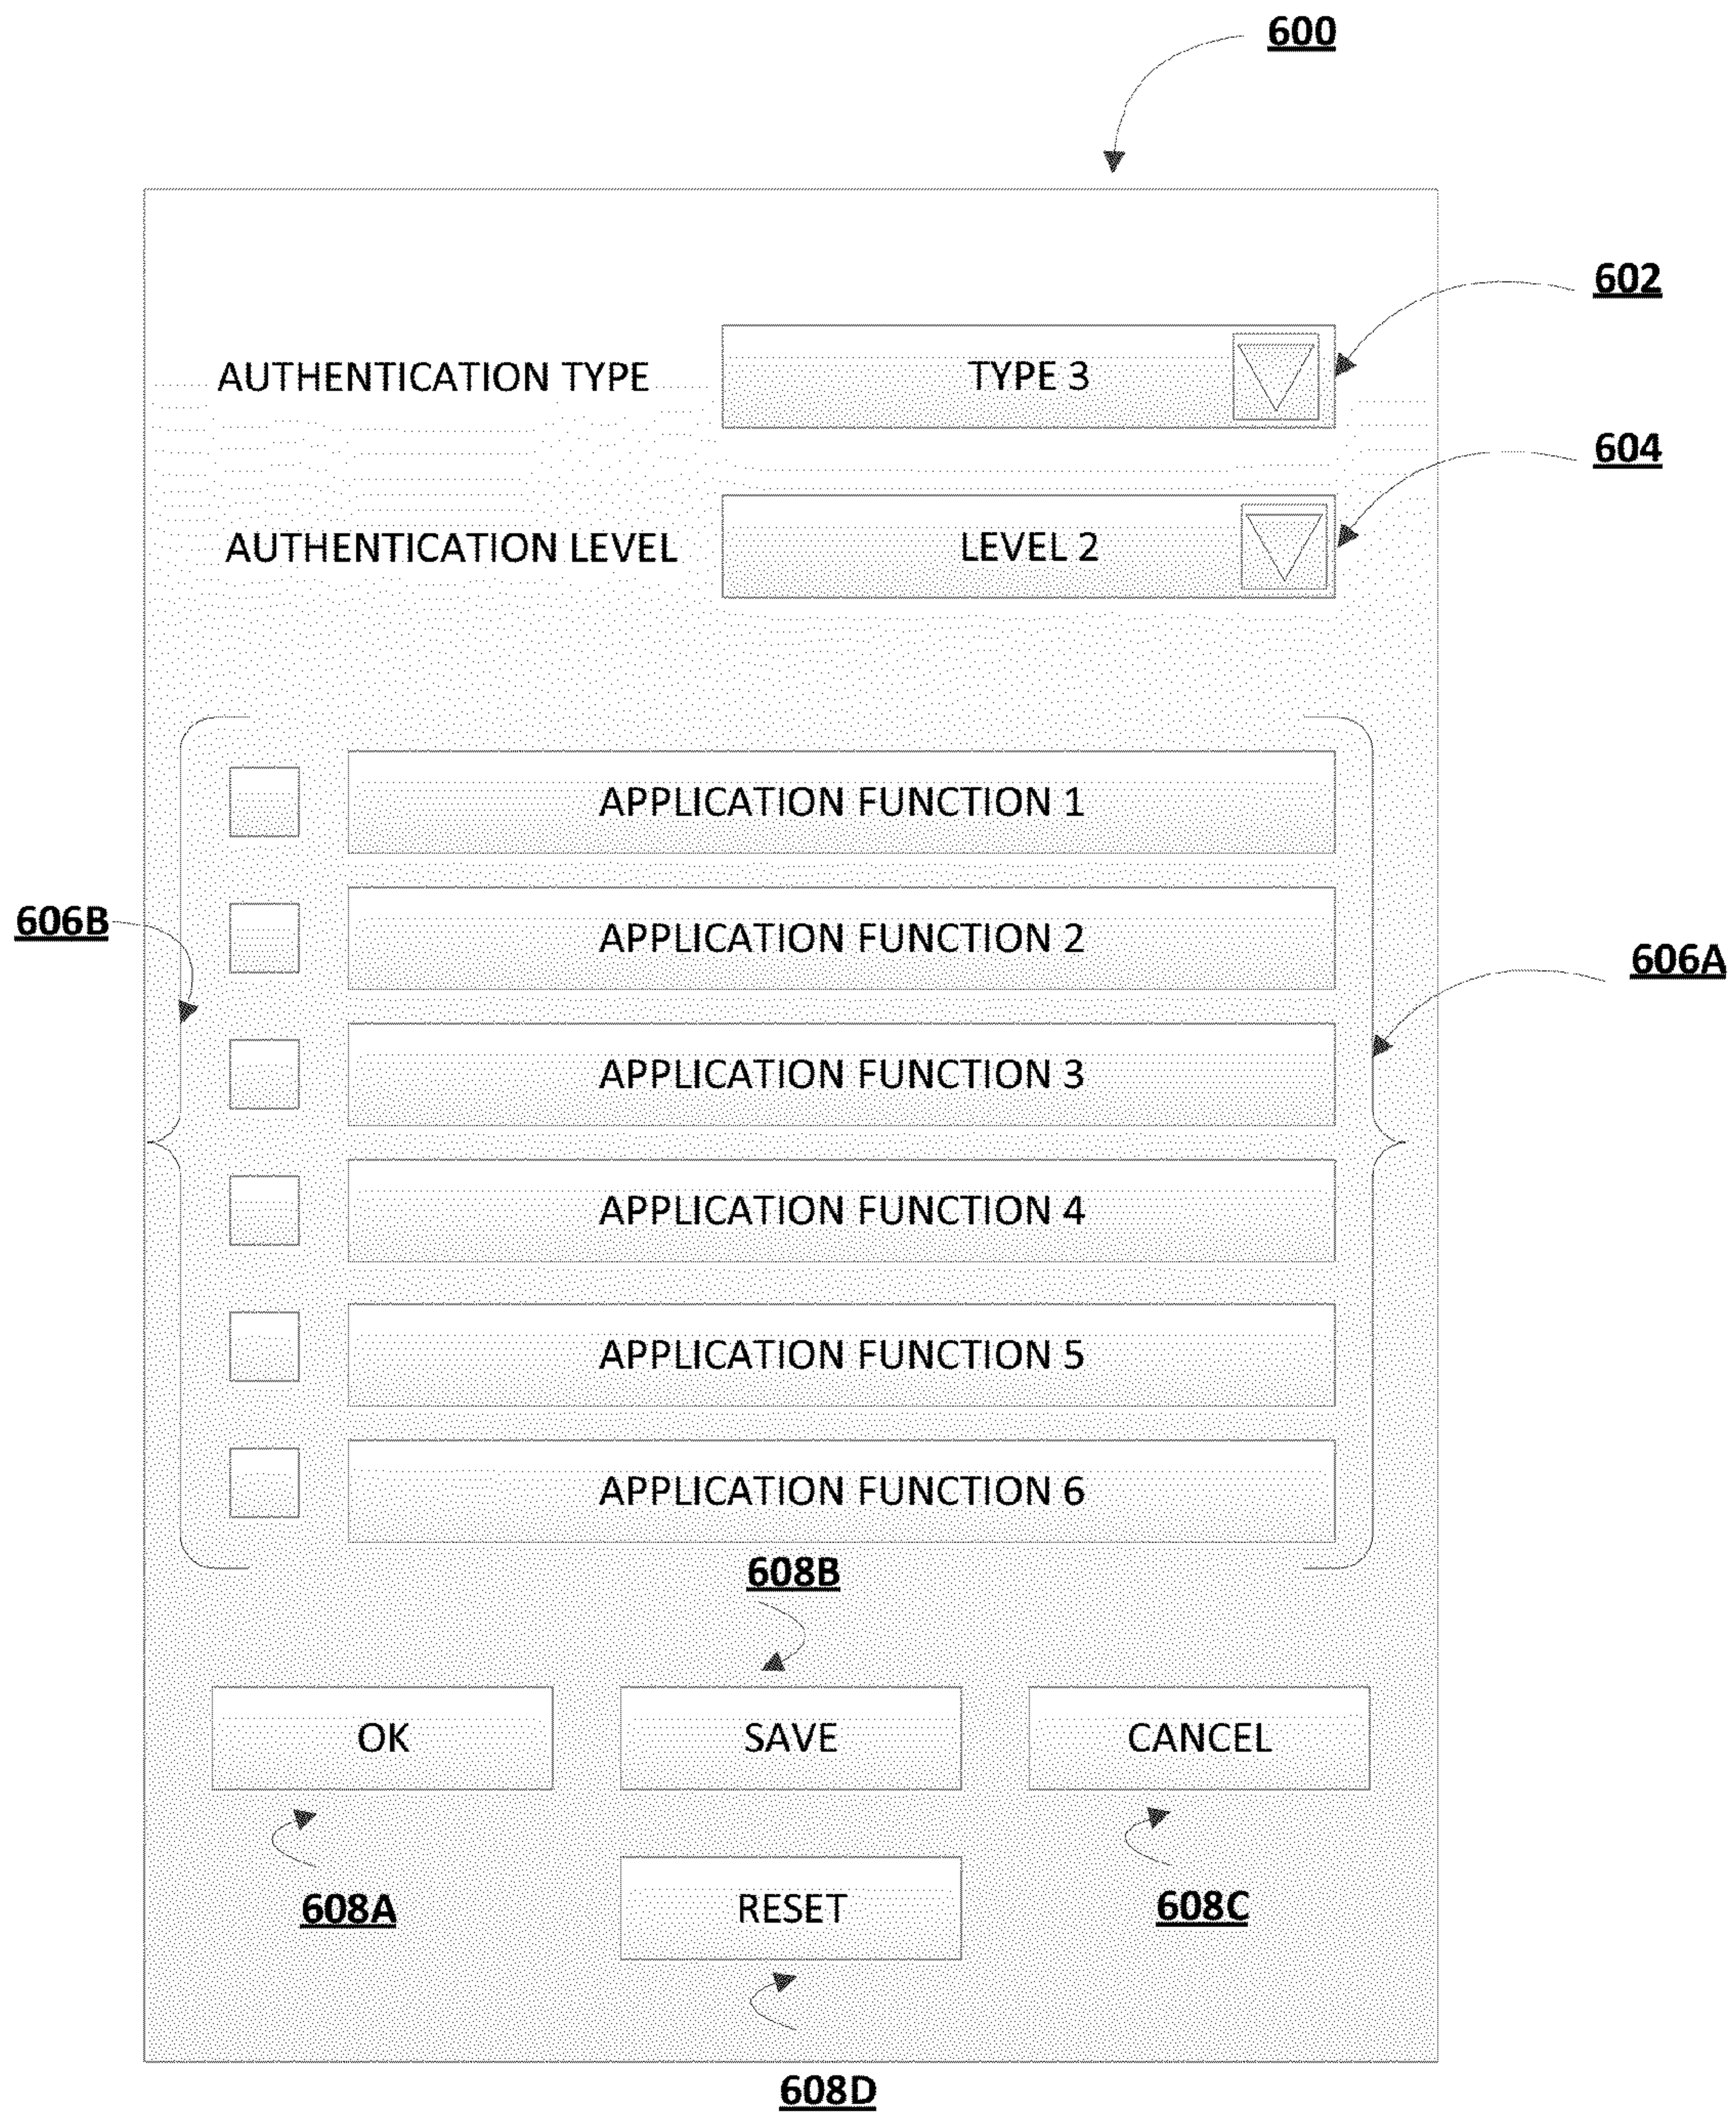 600
602
AUTHENTICATION TYPE TYPE 3
604
AUTHENTICATION LEVEL LEVEL 2
APPLICATION FUNCTION 1
606B
APPLICATION FUNCTION 2
606A
APPLICATION FUNCTION 3
APPLICATION FUNCTION 4
APPLICATION FUNCTION 5
APPLICATION FUNCTION 6
608B
OK SAVE CANCEL
608A RESET 608C
608D